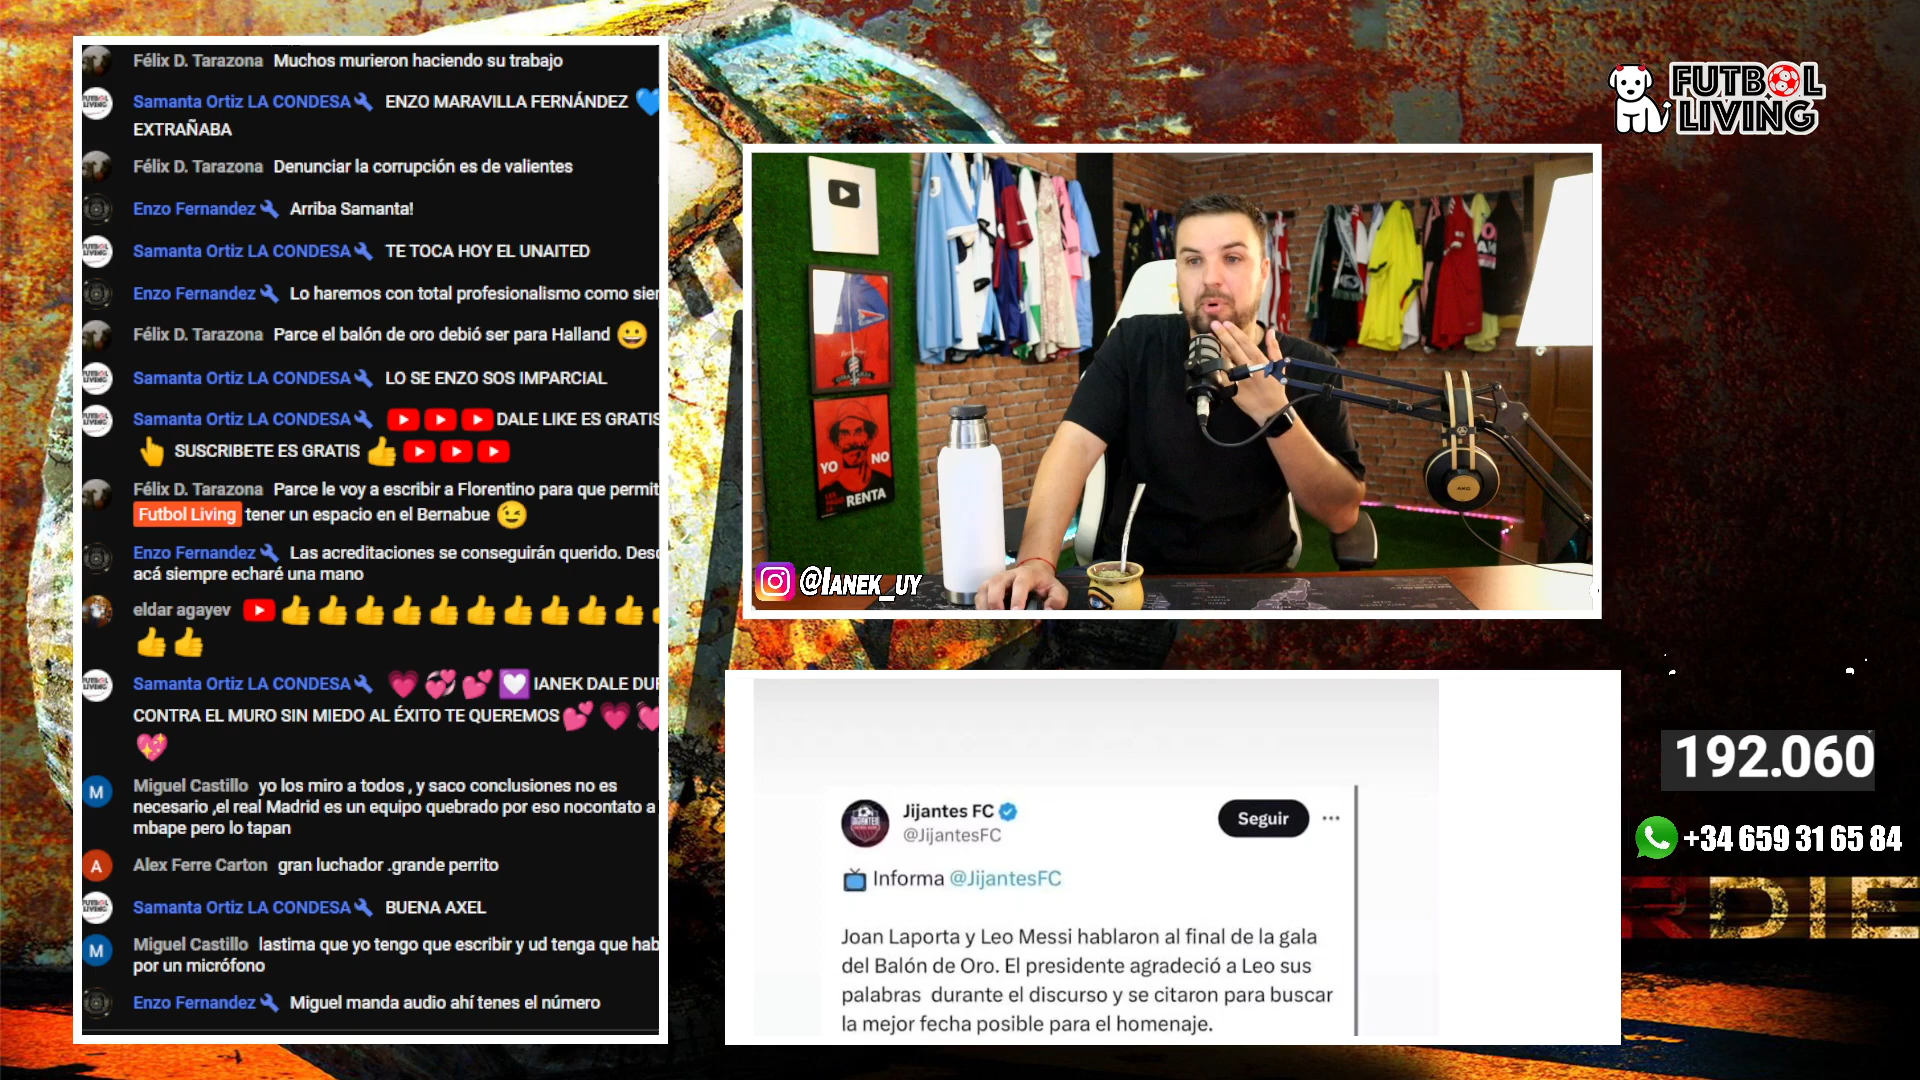 Félix D. Tarazona Muchos murieron haciendo su trabajo
Samanta Ortiz LA CONDESA ENZO MARAVILLA FERNÁNDEZ
EXTRAÑABA
Félix D. Tarazona Denunciar la corrupción es de valientes
Enzo Fernandez Arriba Samanta!
Samanta Ortiz LA CONDESA TE TOCA HOY EL UNAITED
Enzo Fernandez Lo haremos con total profesionalismo como sier
Félix D. Tarazona Parce el balón de oro debió ser para Halland
Samanta Ortiz LA CONDESA LO SE ENZO SOS IMPARCIAL
Samanta Ortiz LA CONDESA DALE LIKE ES GRATIS
SUSCRIBETE ES GRATIS
Félix D. Tarazona Parce le voy a escribir a Florentino para que permit
Futbol Living tener un espacio en el Bernabue
Enzo Fernandez Las acreditaciones se conseguirán querido. Desd
acá siempre echaré una mano
eldar agayev
Samanta Ortiz LA CONDESA IANEK DALE DUR
CONTRA EL MURO SIN MIEDO AL ÉXITO TE QUEREMOS
M
Miguel Castillo yo los miro a todos , y saco conclusiones no es
necesario ,el real Madrid es un equipo quebrado por eso nocontato a
mbape pero lo tapan
A
Alex Ferre Carton gran luchador .grande perrito
Samanta Ortiz LA CONDESA BUENA AXEL
M
Miguel Castillo lastima que yo tengo que escribir y ud tenga que hab
por un micrófono
Enzo Fernandez Miguel manda audio ahí tenes el número
FUTBOL
LIVING
YO NO
RENTA
AKG
@IANEK_UY
Jijantes FC
@JijantesFC
Seguir
Informa @JijantesFC
Joan Laporta y Leo Messi hablaron al final de la gala
del Balón de Oro. El presidente agradeció a Leo sus
palabras durante el discurso y se citaron para buscar
la mejor fecha posible para el homenaje.
192.060
+34 659 31 65 84
R DIE